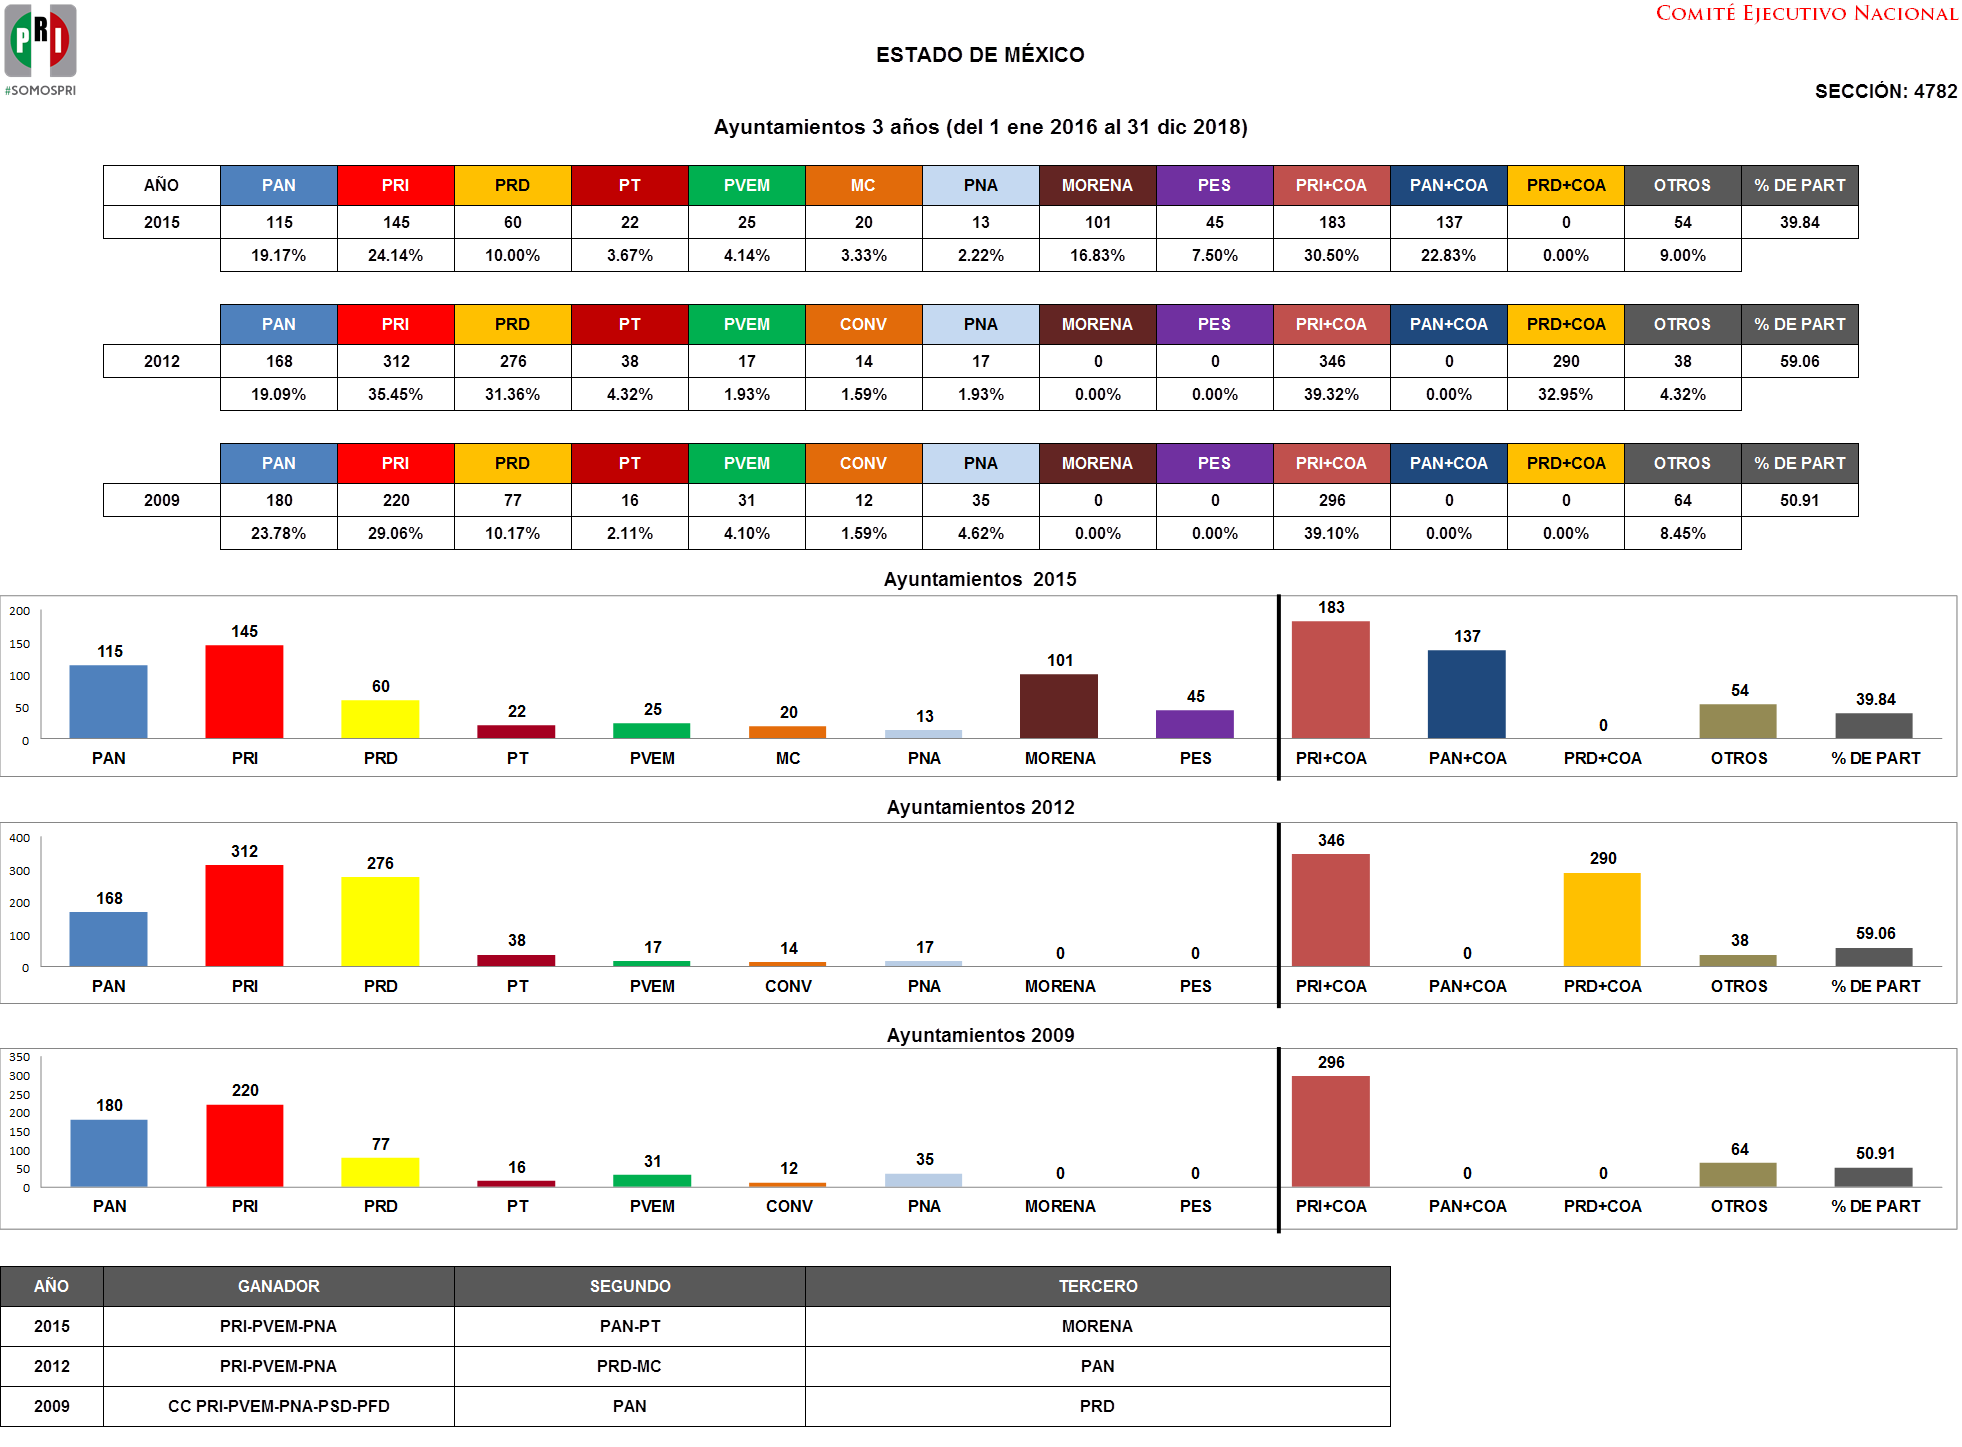 PRI
#SOMOSPRI
COMITÉ EJECUTIVO NACIONAL
ESTADO DE MÉXICO
SECCIÓN: 4782
Ayuntamientos 3 años (del 1 ene 2016 al 31 dic 2018)
AÑO PAN PRI PRD PT PVEM MC PNA MORENA PES PRI+COA PAN+COA PRD+COA OTROS % DE PART
2015 115 145 60 22 25 20 13 101 45 183 137 0 54 39.84
19.17% 24.14% 10.00% 3.67% 4.14% 3.33% 2.22% 16.83% 7.50% 30.50% 22.83% 0.00% 9.00%
PAN PRI PRD PT PVEM CONV PNA MORENA PES PRI+COA PAN+COA PRD+COA OTROS % DE PART
2012 168 312 276 38 17 14 17 0 0 346 0 290 38 59.06
19.09% 35.45% 31.36% 4.32% 1.93% 1.59% 1.93% 0.00% 0.00% 39.32% 0.00% 32.95% 4.32%
PAN PRI PRD PT PVEM CONV PNA MORENA PES PRI+COA PAN+COA PRD+COA OTROS % DE PART
2009 180 220 77 16 31 12 35 0 0 296 0 0 64 50.91
23.78% 29.06% 10.17% 2.11% 4.10% 1.59% 4.62% 0.00% 0.00% 39.10% 0.00% 0.00% 8.45%
Ayuntamientos 2015
200
150
100
50
0
115 145 60 22 25 20 13 101 45 183 137 0 54 39.84
PAN PRI PRD PT PVEM MC PNA MORENA PES PRI+COA PAN+COA PRD+COA OTROS % DE PART
Ayuntamientos 2012
400
300
200
100
0
168 312 276 38 17 14 17 0 0 346 0 290 38 59.06
PAN PRI PRD PT PVEM CONV PNA MORENA PES PRI+COA PAN+COA PRD+COA OTROS % DE PART
Ayuntamientos 2009
350
300
250
200
150
100
50
0
180 220 77 16 31 12 35 0 0 296 0 0 64 50.91
PAN PRI PRD PT PVEM CONV PNA MORENA PES PRI+COA PAN+COA PRD+COA OTROS % DE PART
AÑO GANADOR SEGUNDO TERCERO
2015 PRI-PVEM-PNA PAN-PT MORENA
2012 PRI-PVEM-PNA PRD-MC PAN
2009 CC PRI-PVEM-PNA-PSD-PFD PAN PRD